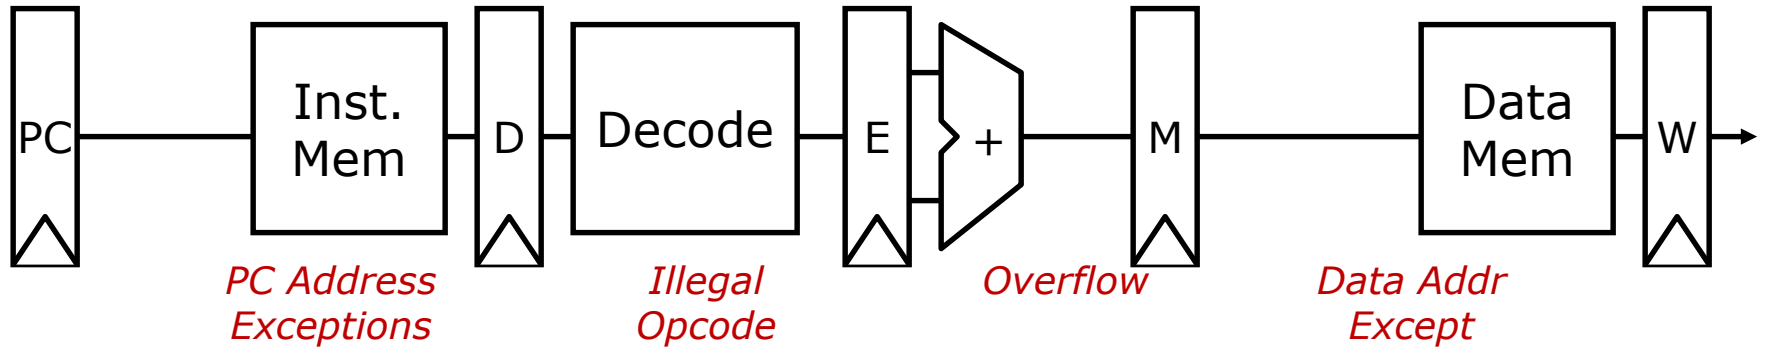 PC
Inst.
Mem
D
Decode
E
+
M
Data
Mem
W
PC Address
Exceptions
Illegal
Opcode
Overflow
Data Addr
Except